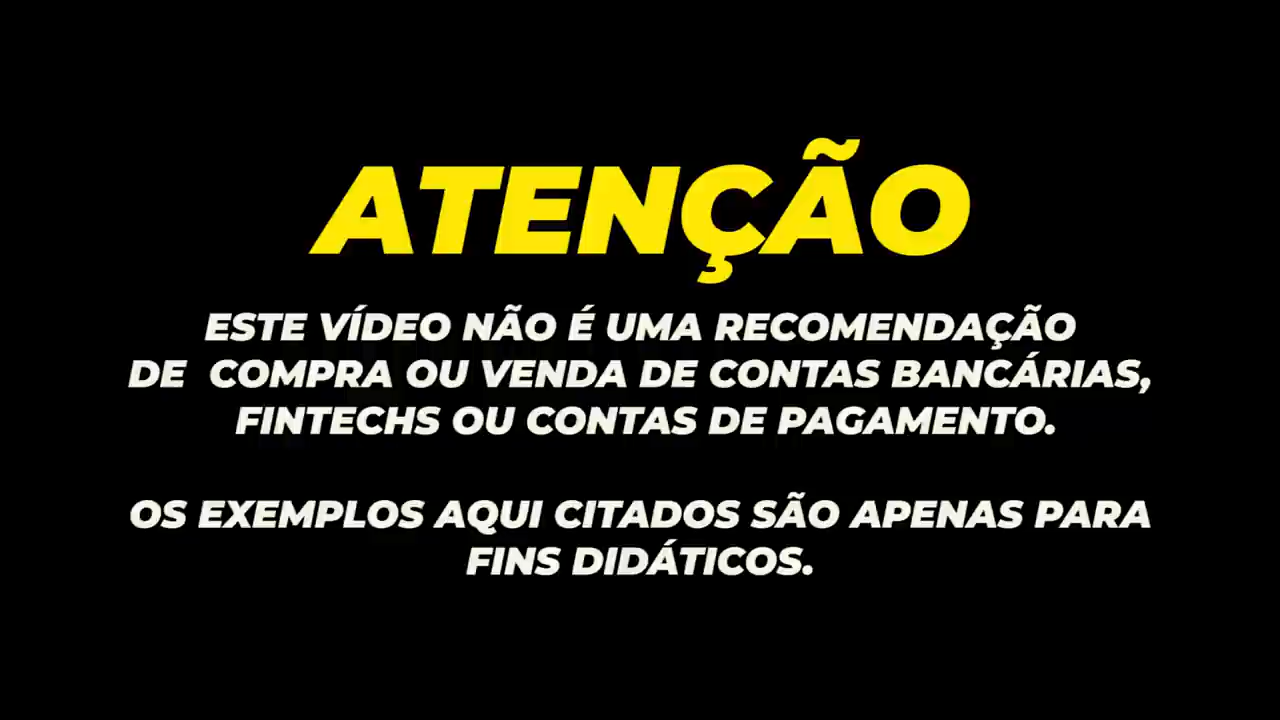 ATENÇÃO
ESTE VÍDEO NÃO É UMA RECOMENDAÇÃO
DE COMPRA OU VENDA DE CONTAS BANCÁRIAS,
FINTECHS OU CONTAS DE PAGAMENTO.
OS EXEMPLOS AQUI CITADOS SÃO APENAS PARA
FINS DIDÁTICOS.